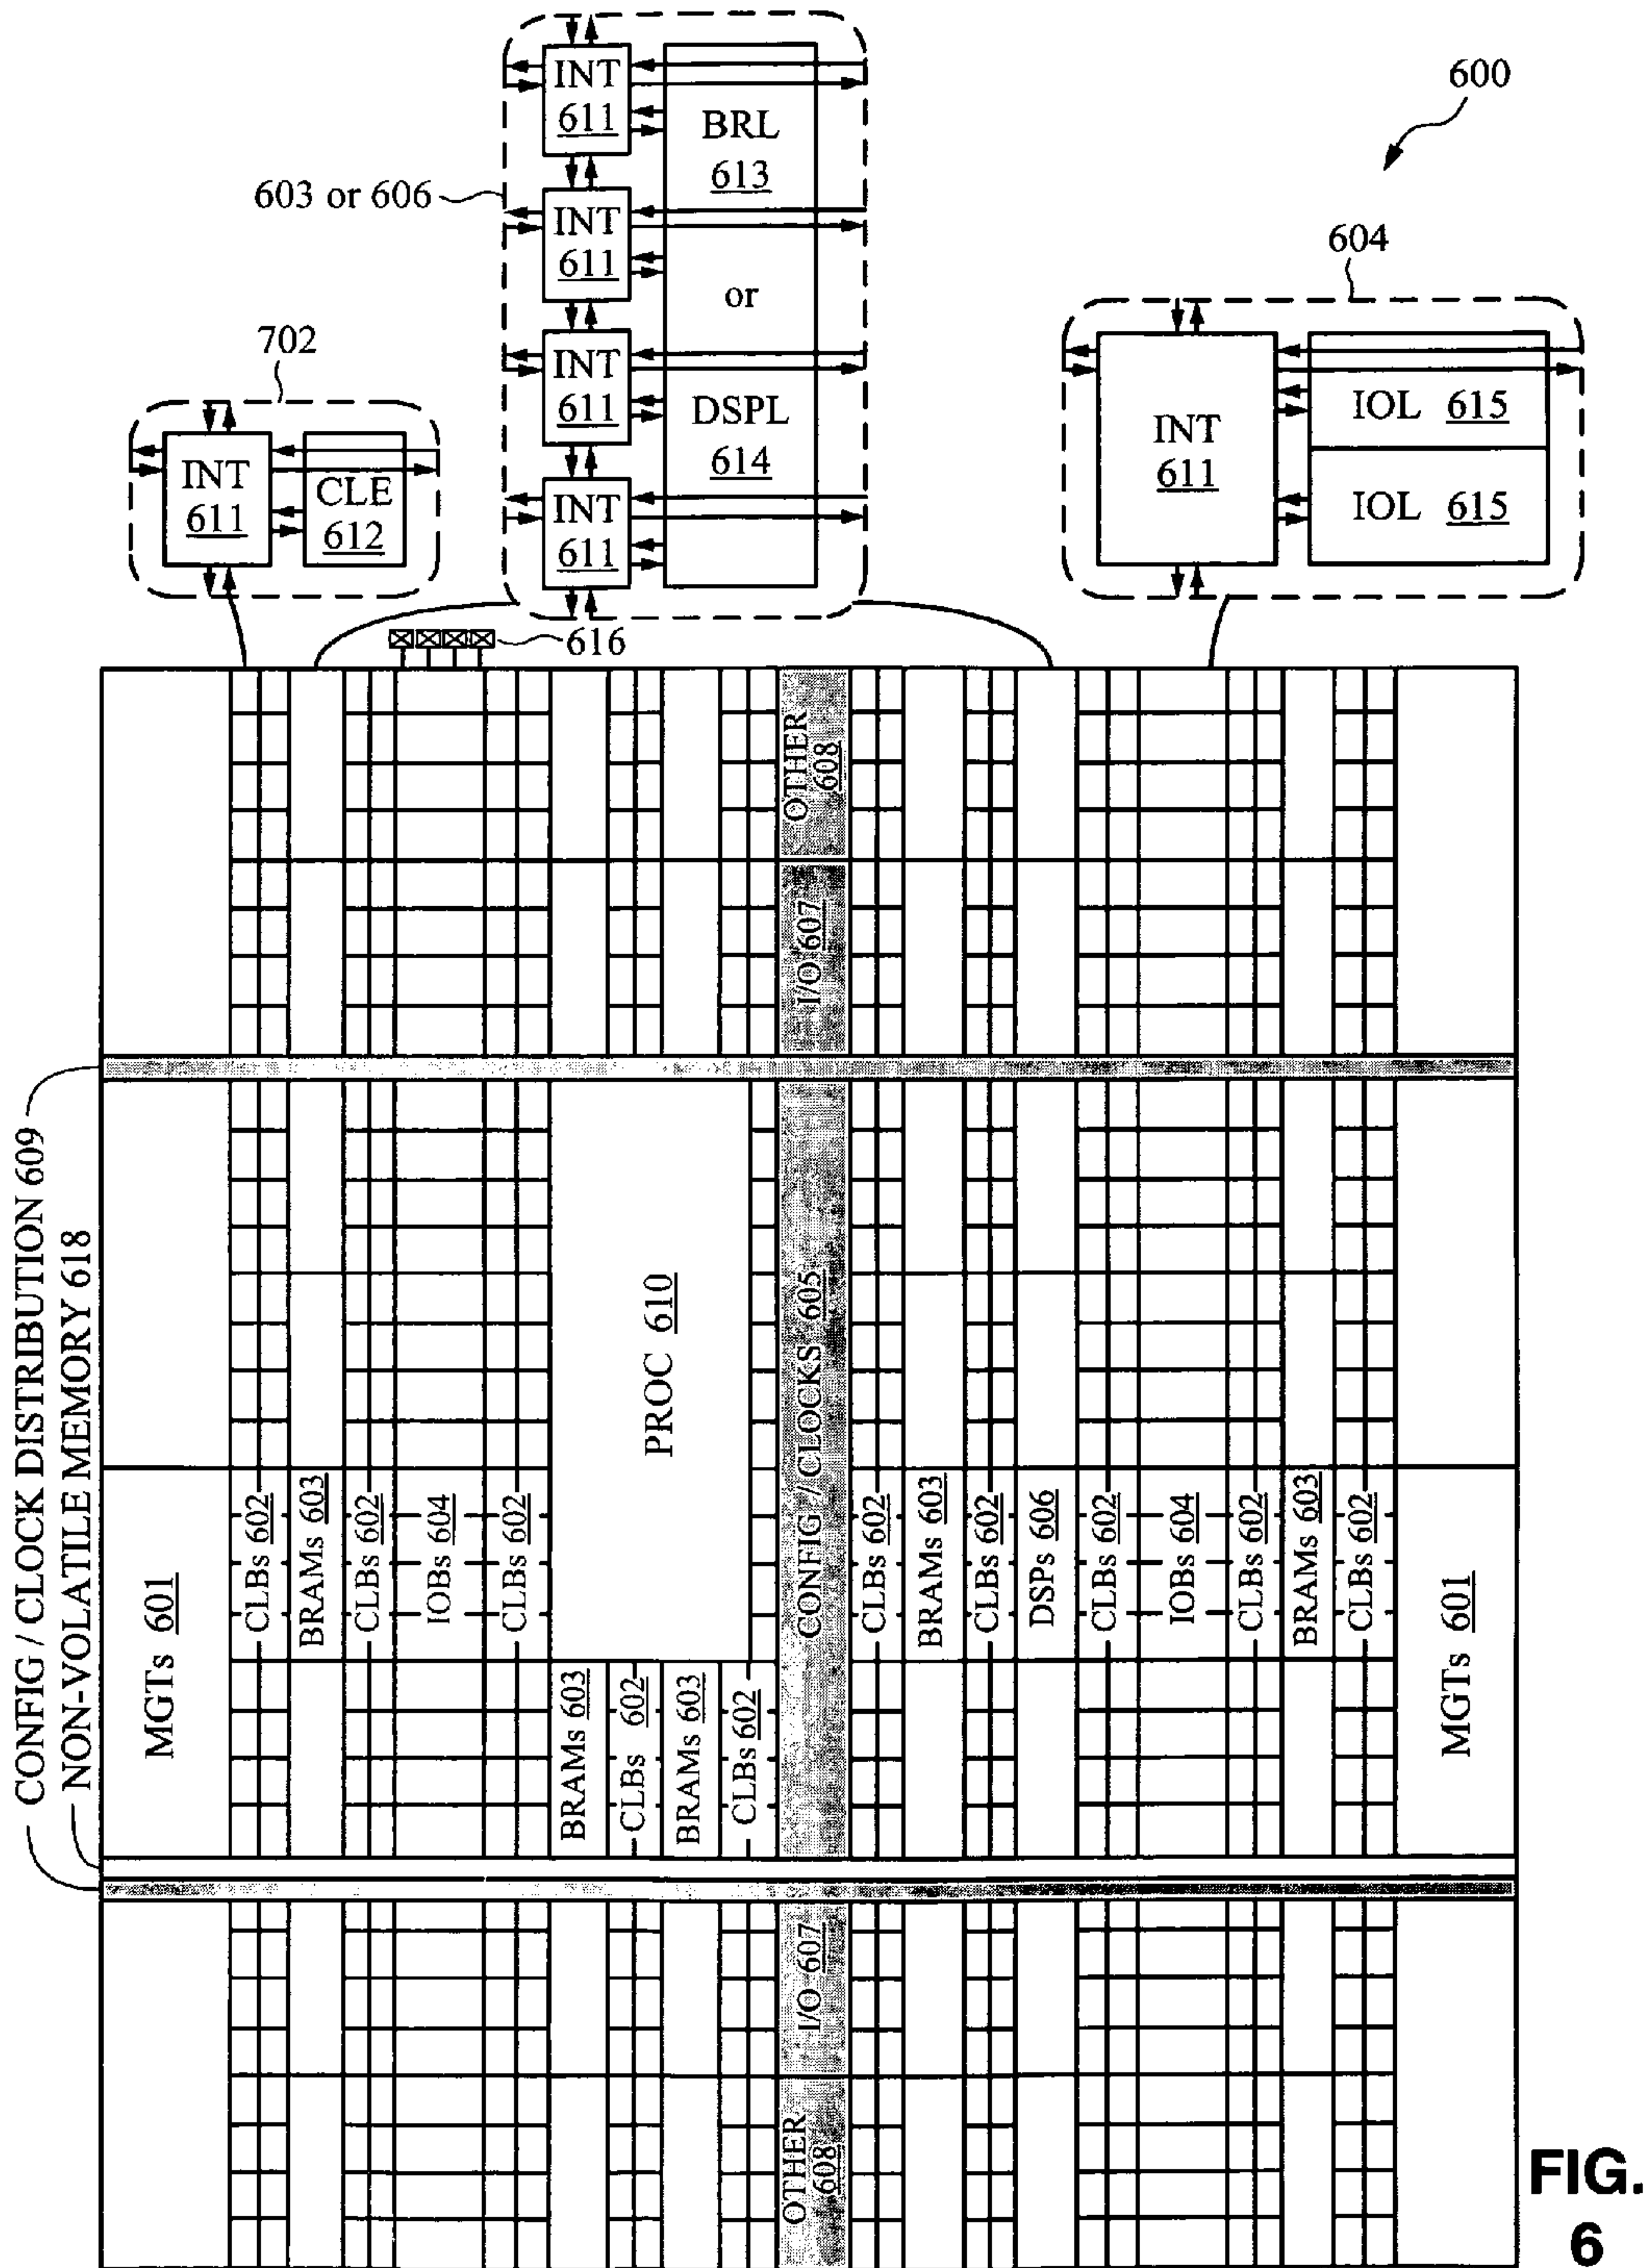 600
INT
611
INT
611
INT
611
INT
611
BRL
613
or
DSPL
614
603 or 606
604
INT
611
IOL 615
IOL 615
702
INT
611
CLE
612
616
OTHER
608
I/O 607
CONFIG / CLOCK DISTRIBUTION 609
NON-VOLATILE MEMORY 618
MGTs 601
CLBs 602
BRAMs 603
CLBs 602
IOBs 604
CLBs 602
PROC 610
BRAMs 603
CLBs 602
BRAMs 603
CLBs 602
CONFIG / CLOCKS 605
CLBs 602
BRAMs 603
CLBs 602
DSPs 606
CLBs 602
IOBs 604
CLBs 602
BRAMs 603
CLBs 602
MGTs 601
I/O 607
OTHER
608
FIG.
6